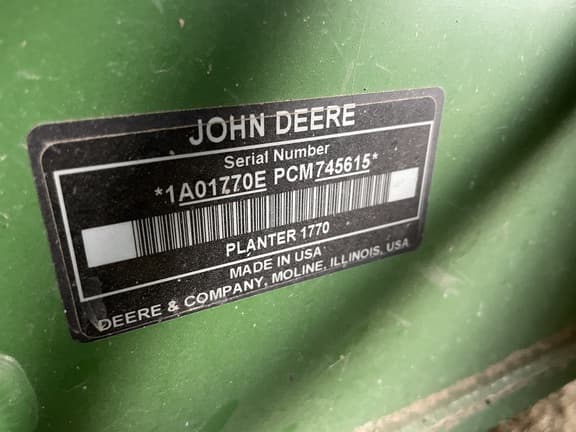 JOHN DEERE
Serial Number
*1A01770E PCM745615*
PLANTER 1770
MADE IN USA
DEERE & COMPANY, MOLINE, ILLINOIS, USA